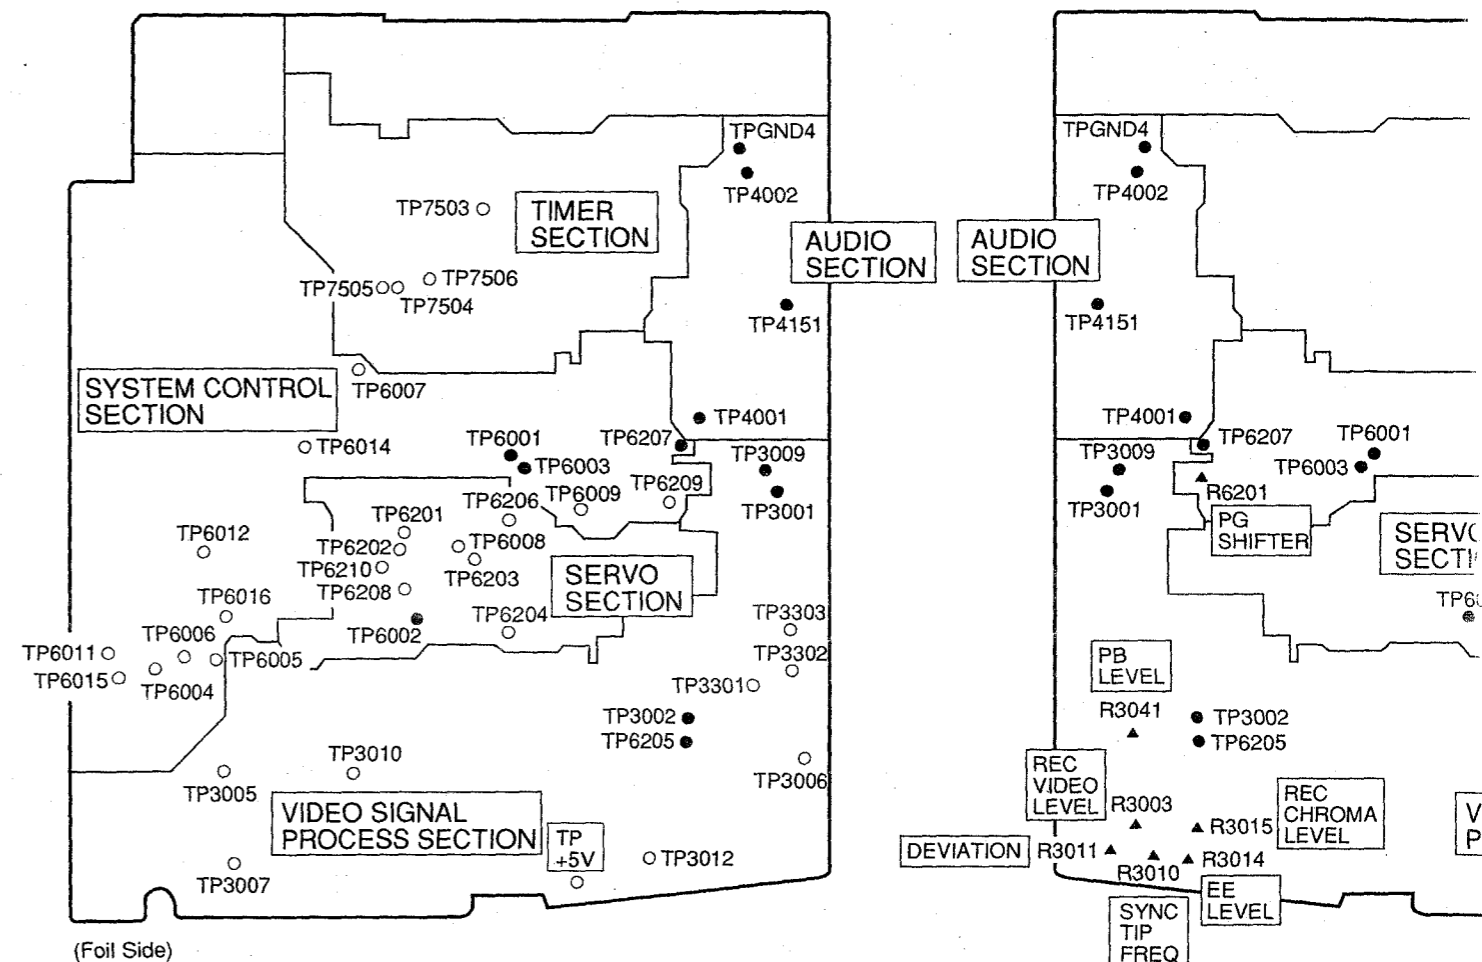 TPGND4
TP4002
TP7503
TIMER
SECTION
AUDIO
SECTION
TP7506
TP7505
TP7504
TP4151
TP6007
SYSTEM CONTROL
SECTION
TP4001
TP6014
TP6001
TP6207
TP6003
TP3009
TP6209
TP6009
TP6206
TP3001
TP6201
TP6012
TP6202
TP6008
TP6210
TP6203
TP6208
SERVO
SECTION
TP6016
TP6204
TP3303
TP6002
TP6006
TP6011
TP6005
TP3302
TP6015
TP6004
TP3301
TP3002
TP6205
TP3010
TP3005
TP3006
VIDEO SIGNAL
PROCESS SECTION
TP
+5V
TP3012
TP3007
(Foil Side)
TPGND4
TP4002
AUDIO
SECTION
TP4151
TP4001
TP6207
TP6001
TP3009
TP6003
R6201
TP3001
PG
SHIFTER
SERVC
SECTI
TP60
PB
LEVEL
R3041
TP3002
TP6205
REC
VIDEO
LEVEL
R3003
REC
CHROMA
LEVEL
R3015
V
P
DEVIATION
R3011
R3010
R3014
EE
LEVEL
SYNC
TIP
FREQ